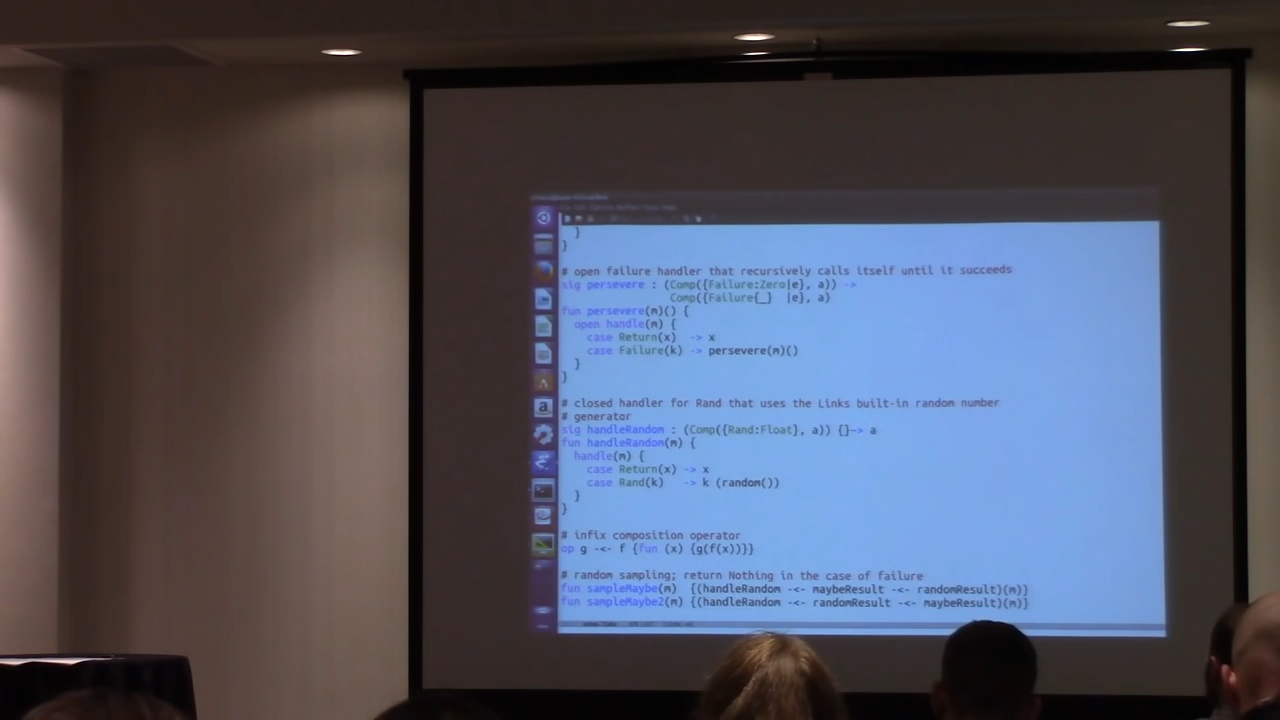 }
}
# open failure handler that recursively calls itself until it succeeds
sig persevere : (Comp({Failure:Zero|e}, a)) ->
Comp({Failure{_} |e}, a)
fun persevere(m)() {
open handle(m) {
case Return(x) -> x
case Failure(k) -> persevere(m)()
}
}
# closed handler for Rand that uses the Links built-in random number
# generator
sig handleRandom : (Comp({Rand:Float}, a)) {}~> a
fun handleRandom(m) {
handle(m) {
case Return(x) -> x
case Rand(k) -> k (random())
}
}
# infix composition operator
op g -<- f {fun (x) {g(f(x))}}
# random sampling; return Nothing in the case of failure
fun sampleMaybe(m) {(handleRandom -<- maybeResult -<- randomResult)(m)}
fun sampleMaybe2(m) {(handleRandom -<- randomResult -<- maybeResult)(m)}